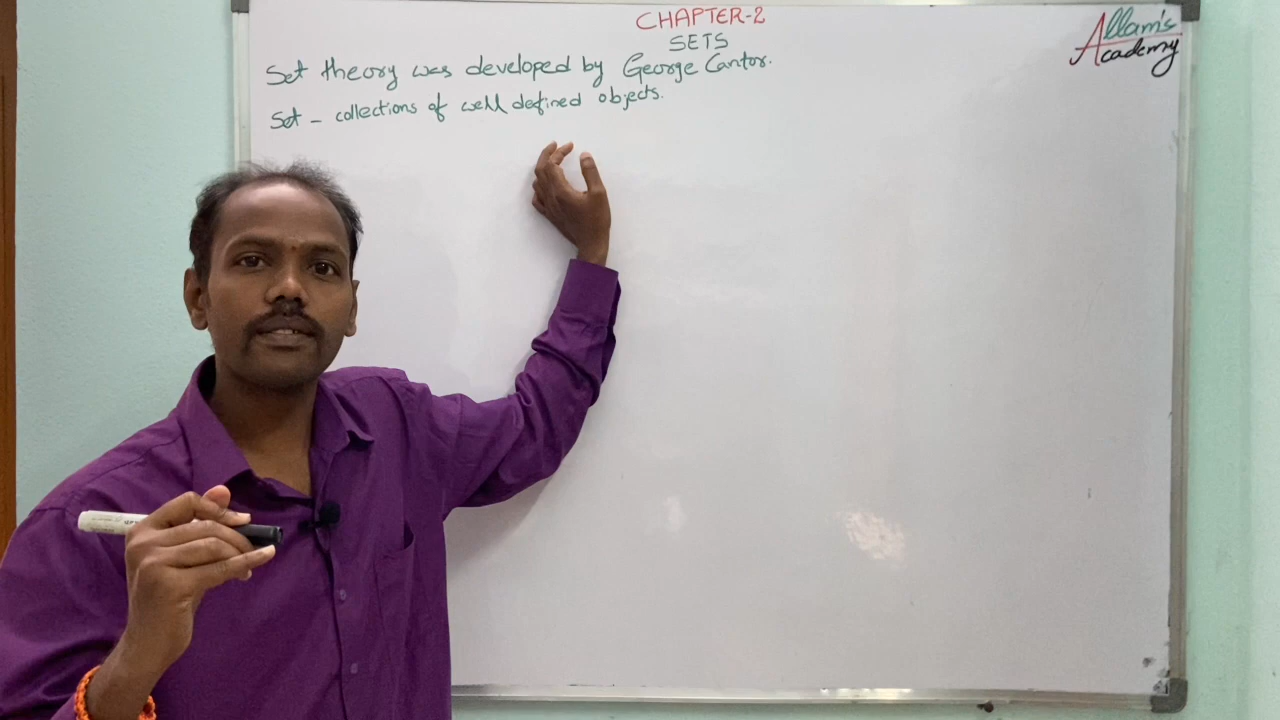 CHAPTER-2
SETS
Allam's
Academy
Set theory was developed by George Cantor.
Set - collections of well defined objects.